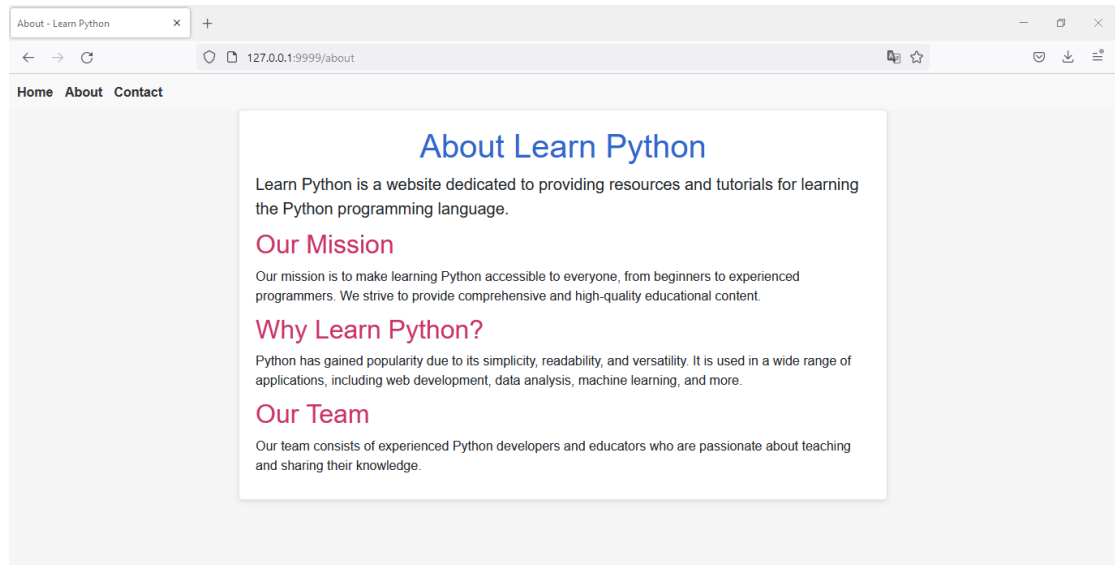 About - Learn Python
127.0.0.1:9999/about
Home About Contact
About Learn Python
Learn Python is a website dedicated to providing resources and tutorials for learning
the Python programming language.
Our Mission
Our mission is to make learning Python accessible to everyone, from beginners to experienced
programmers. We strive to provide comprehensive and high-quality educational content.
Why Learn Python?
Python has gained popularity due to its simplicity, readability, and versatility. It is used in a wide range of
applications, including web development, data analysis, machine learning, and more.
Our Team
Our team consists of experienced Python developers and educators who are passionate about teaching
and sharing their knowledge.